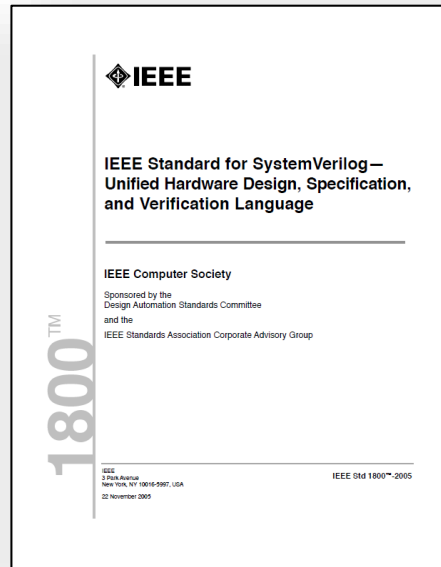 IEEE
IEEE Standard for SystemVerilog—
Unified Hardware Design, Specification,
and Verification Language
IEEE Computer Society
Sponsored by the
Design Automation Standards Committee
and the
IEEE Standards Association Corporate Advisory Group
1800™
IEEE
3 Park Avenue
New York, NY 10016-5997, USA
22 November 2005
IEEE Std 1800™-2005